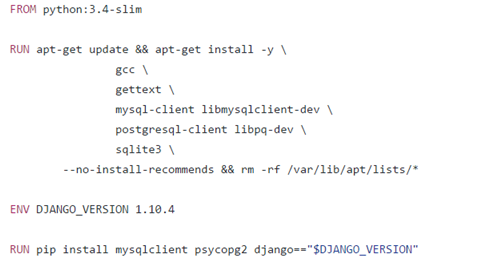 FROM python:3.4-slim
RUN apt-get update && apt-get install -y \
gcc \
gettext \
mysql-client libmysqlclient-dev \
postgresql-client libpq-dev \
sqlite3 \
--no-install-recommends && rm -rf /var/lib/apt/lists/*
ENV DJANGO_VERSION 1.10.4
RUN pip install mysqlclient psycopg2 django=="$DJANGO_VERSION"